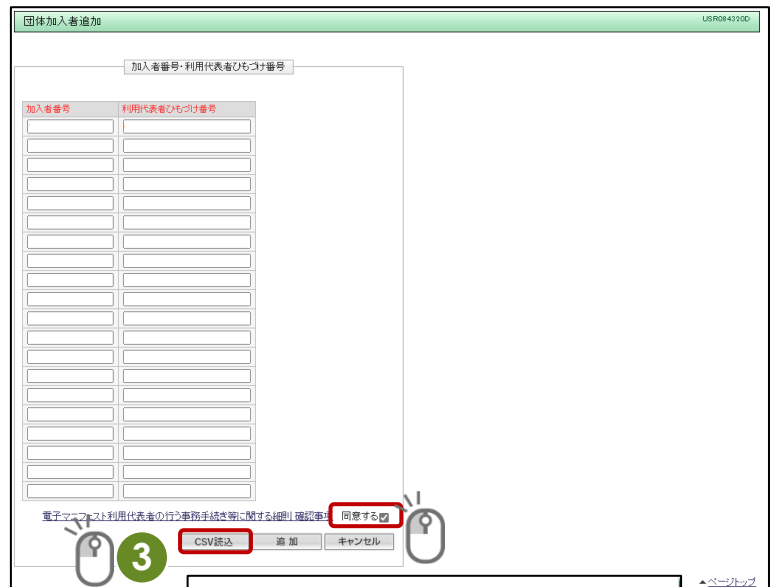 団体加入者追加
USR084320D
加入者番号・利用代表者ひもづけ番号
加入者番号 利用代表者ひもづけ番号
電子マニフェスト利用代表者の行う事務手続き等に関する細則 確認事項 同意する
CSV読込 追 加 キャンセル
3
▲ページトップ